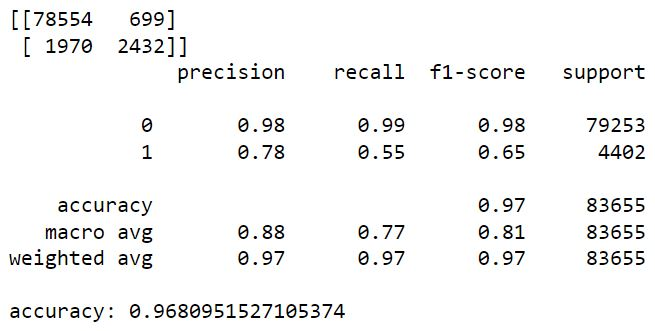 [[78554   699]
 [ 1970  2432]]
              precision    recall  f1-score   support

           0       0.98      0.99      0.98     79253
           1       0.78      0.55      0.65      4402

    accuracy                           0.97     83655
   macro avg       0.88      0.77      0.81     83655
weighted avg       0.97      0.97      0.97     83655

accuracy: 0.9680951527105374